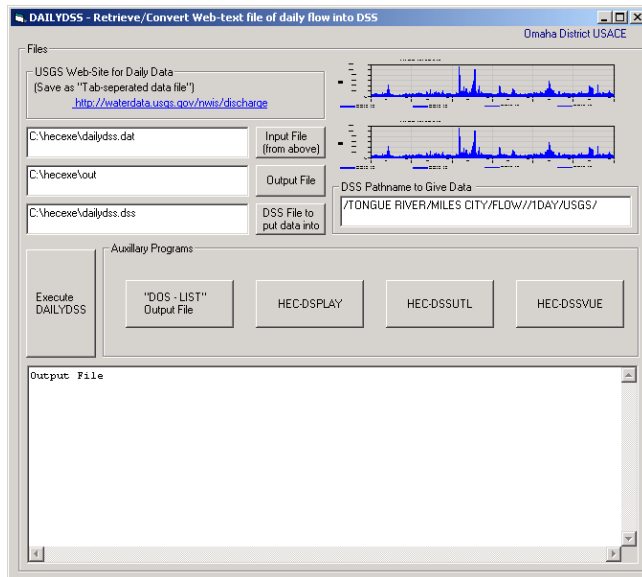 DAILYDSS - Retrieve/Convert Web-text file of daily flow into DSS
Omaha District USACE
Files
USGS Web-Site for Daily Data
(Save as "Tab-seperated data file")
http://waterdata.usgs.gov/nwis/discharge
C:\hecexe\dailydss.dat
Input File
(from above)
C:\hecexe\out
Output File
DSS Pathname to Give Data
C:\hecexe\dailydss.dss
DSS File to
put data into
/TONGUE RIVER/MILES CITY/FLOW//1DAY/USGS/
Auxillary Programs
Execute
DAILYDSS
"DOS - LIST"
Output File
HEC-DSPLAY
HEC-DSSUTL
HEC-DSSVUE
Output File